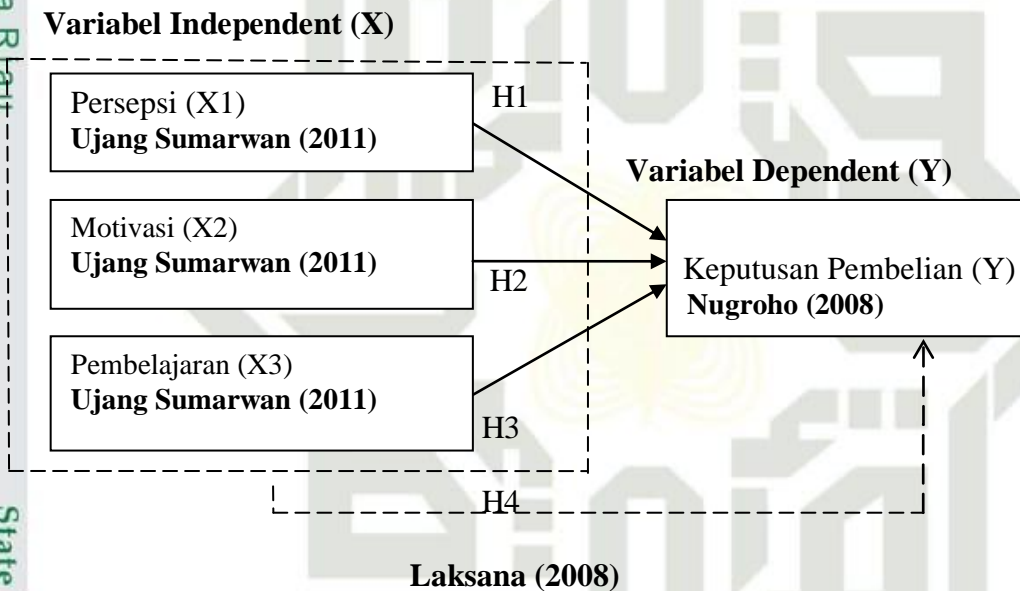 Variabel Independent (X)
Persepsi (X1)
Ujang Sumarwan (2011)
H1
Variabel Dependent (Y)
Motivasi (X2)
Ujang Sumarwan (2011)
H2
Keputusan Pembelian (Y)
Nugroho (2008)
Pembelajaran (X3)
Ujang Sumarwan (2011)
H3
H4
Laksana (2008)
State